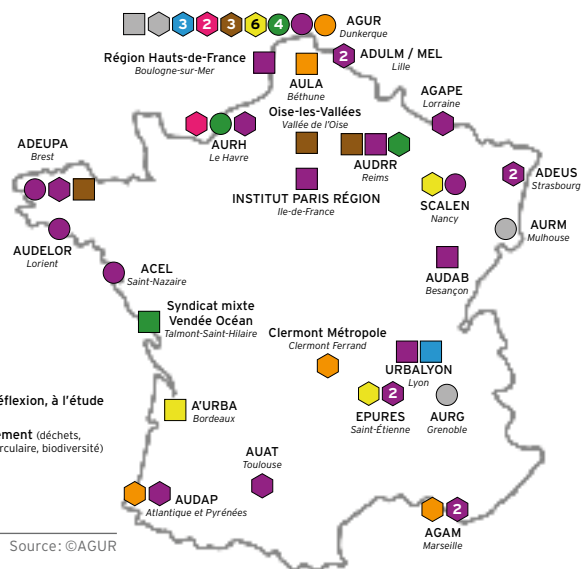 3 2 3 6 4
AGUR
Dunkerque
Région Hauts-de-France
Boulogne-sur-Mer
AULA
Béthune
2
ADULM / MEL
Lille
AGAPE
Lorraine
AURH
Le Havre
Oise-les-Vallées
Vallée de l'Oise
AUDRR
Reims
ADEUPA
Brest
INSTITUT PARIS RÉGION
Ile-de-France
SCALEN
Nancy
2
ADEUS
Strasbourg
AURM
Mulhouse
AUDELOR
Lorient
AUDAB
Besançon
ACEL
Saint-Nazaire
Syndicat mixte
Vendée Océan
Talmont-Saint-Hilaire
Clermont Métropole
Clermont Ferrand
URBALYON
Lyon
éflexion, à l'étude
A'URBA
Bordeaux
2
EPURES
Saint-Étienne
AURG
Grenoble
ement (déchets,
rculaire, biodiversité)
AUAT
Toulouse
AUDAP
Atlantique et Pyrénées
2
AGAM
Marseille
Source: ©AGUR